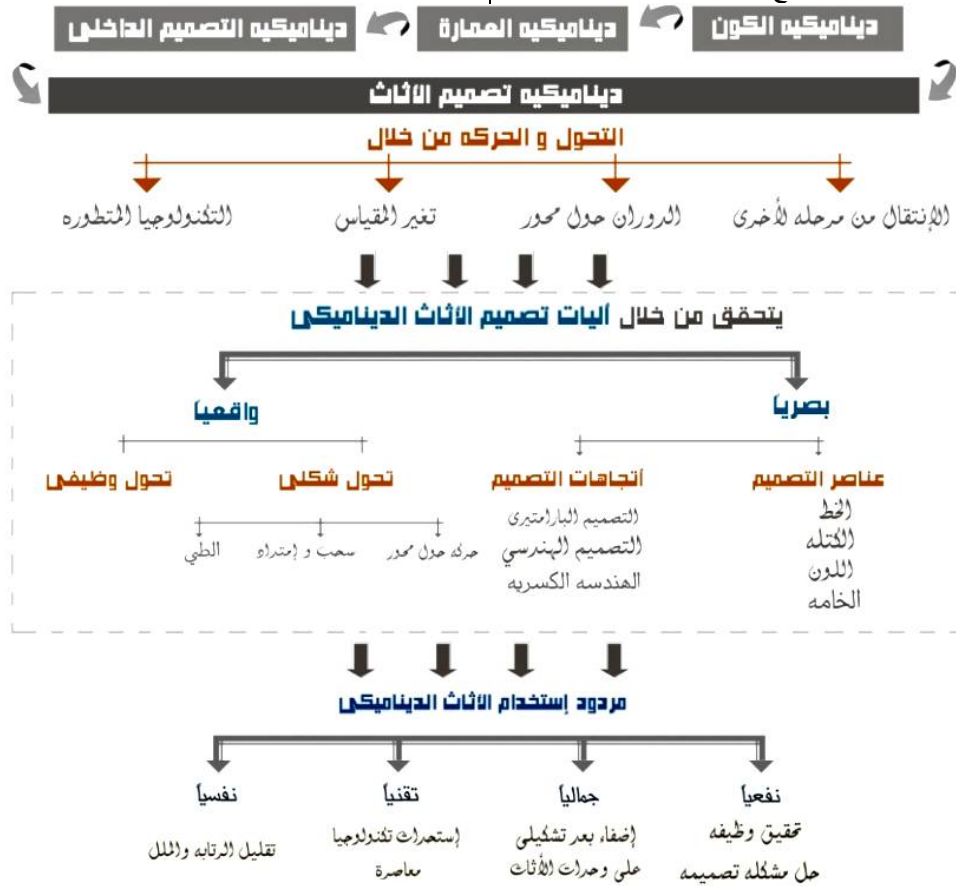 ديناميكيه الكون
ديناميكيه العمارة
ديناميكيه التصميم الداخلى
ديناميكيه تصميم الأثاث
التحول و الحركه من خلال
الإنتقال من مرحله لأخرى
الدوران حول محور
تغير المقياس
التكنولوجيا المتطوره
يتحقق من خلال أليات تصميم الأثاث الديناميكى
بصرياً
واقعياً
عناصر التصميم
أتجاهات التصميم
تحول شكلى
تحول وظيفى
الخط
الكتله
اللون
الخامه
التصميم البارامتيرى
التصميم الهندسي
الهندسه الكسريه
حركه حول محور
سحب و إمتداد
الطي
مردود إستخدام الأثاث الديناميكى
نفعياً
جمالياً
تقنياً
نفسياً
تحقيق وظيفه
حل مشكله تصميمه
إضفاء بعد تشكيلى
على وحدات الأثاث
إستحداث تكنولوجيا
معاصرة
تقليل الرتابه والملل